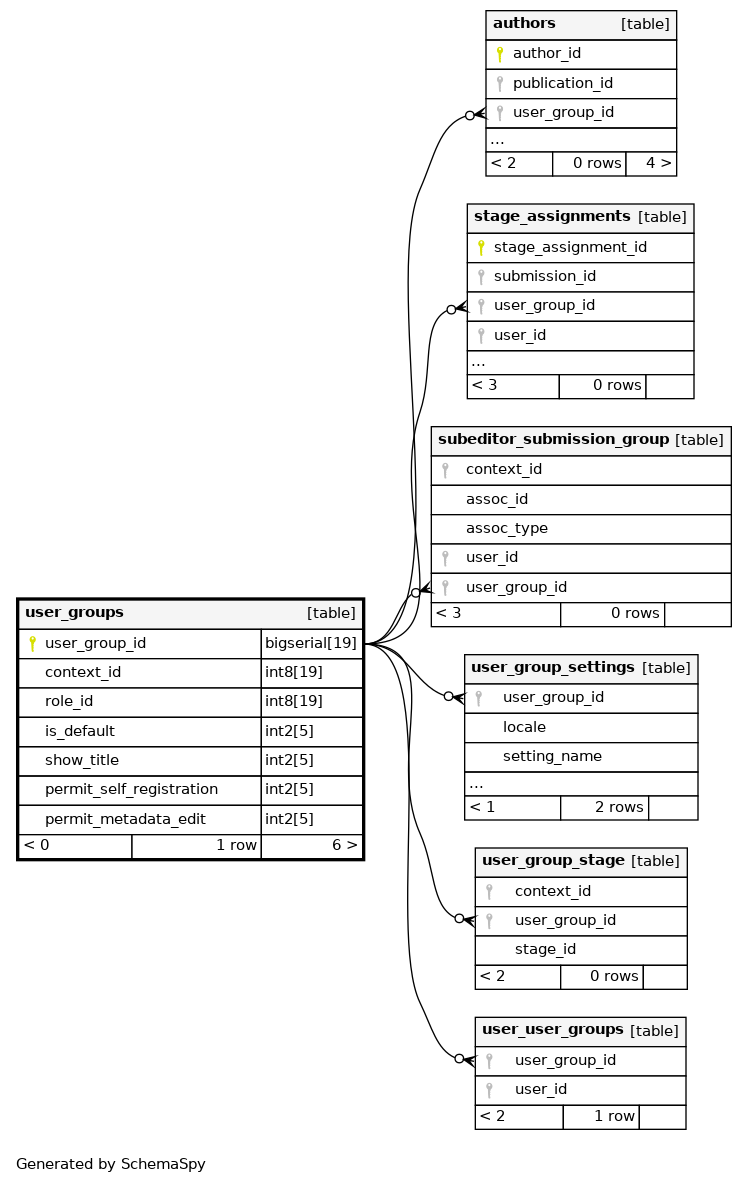 authors [table]
author_id
publication_id
user_group_id
...
< 2 0 rows 4 >
stage_assignments [table]
stage_assignment_id
submission_id
user_group_id
user_id
...
< 3 0 rows
subeditor_submission_group [table]
context_id
assoc_id
assoc_type
user_id
user_group_id
< 3 0 rows
user_groups [table]
user_group_id bigserial[19]
context_id int8[19]
role_id int8[19]
is_default int2[5]
show_title int2[5]
permit_self_registration int2[5]
permit_metadata_edit int2[5]
< 0 1 row 6 >
user_group_settings [table]
user_group_id
locale
setting_name
...
< 1 2 rows
user_group_stage [table]
context_id
user_group_id
stage_id
< 2 0 rows
user_user_groups [table]
user_group_id
user_id
< 2 1 row
Generated by SchemaSpy